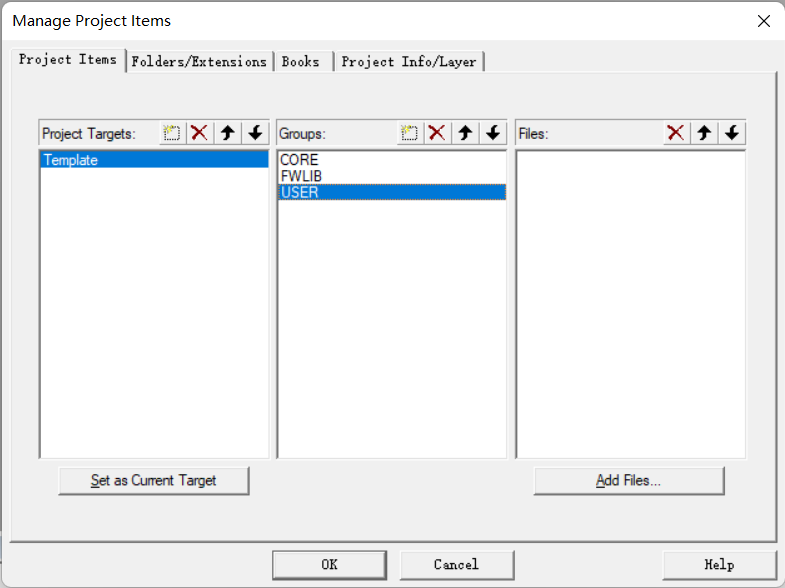 Manage Project Items
Project Items Folders/Extensions Books Project Info/Layer
Project Targets: Groups: Files:
Template CORE
FWLIB
USER
Set as Current Target Add Files...
OK Cancel Help